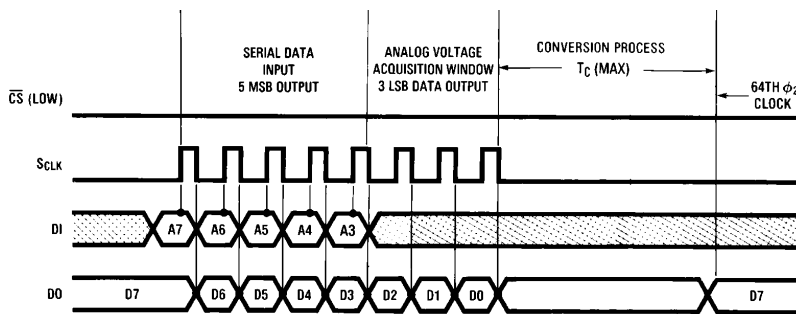 SERIAL DATA
INPUT
5 MSB OUTPUT
ANALOG VOLTAGE
ACQUISITION WINDOW
3 LSB DATA OUTPUT
CONVERSION PROCESS
TC (MAX)
64TH ϕ2
CLOCK
CS (LOW)
SCLK
DI
A7 A6 A5 A4 A3
DO
D7 D6 D5 D4 D3 D2 D1 D0 D7